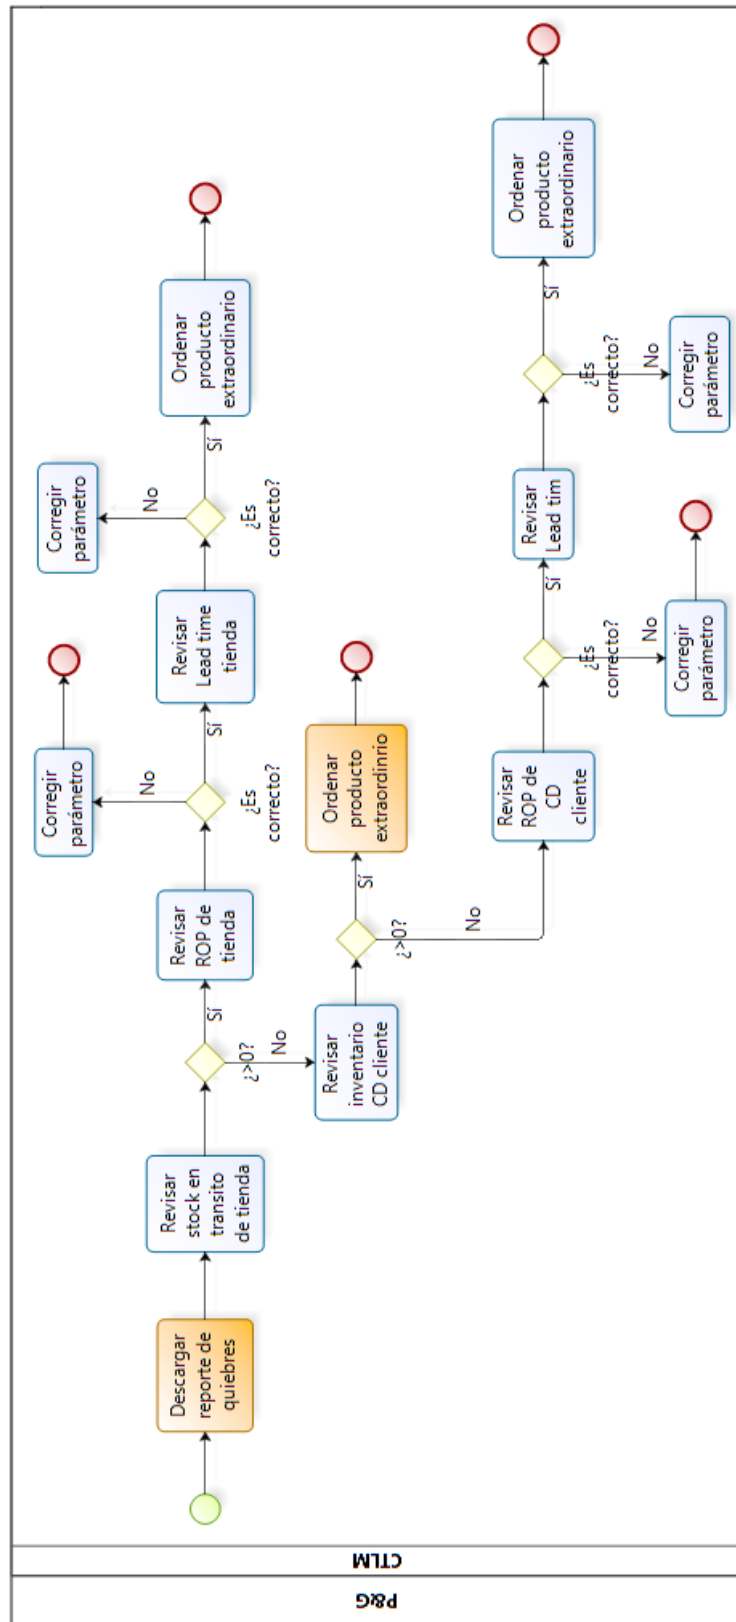 P&G
CTLM
Descargar
reporte de
quiebres
Revisar
stock en
transito
de tienda
¿>0?
Sí
No
Revisar
ROP de
tienda
¿Es
correcto?
No
Corregir
parámetro
Sí
Revisar
Lead time
tienda
¿Es
correcto?
No
Corregir
parámetro
Sí
Ordenar
producto
extraordinario
Revisar
inventario
CD cliente
¿>0?
Sí
Ordenar
producto
extraordinrio
No
Revisar
ROP de
CD
cliente
¿Es
correcto?
No
Corregir
parámetro
Sí
Revisar
Lead tim
¿Es
correcto?
No
Corregir
parámetro
Sí
Ordenar
producto
extraordinario